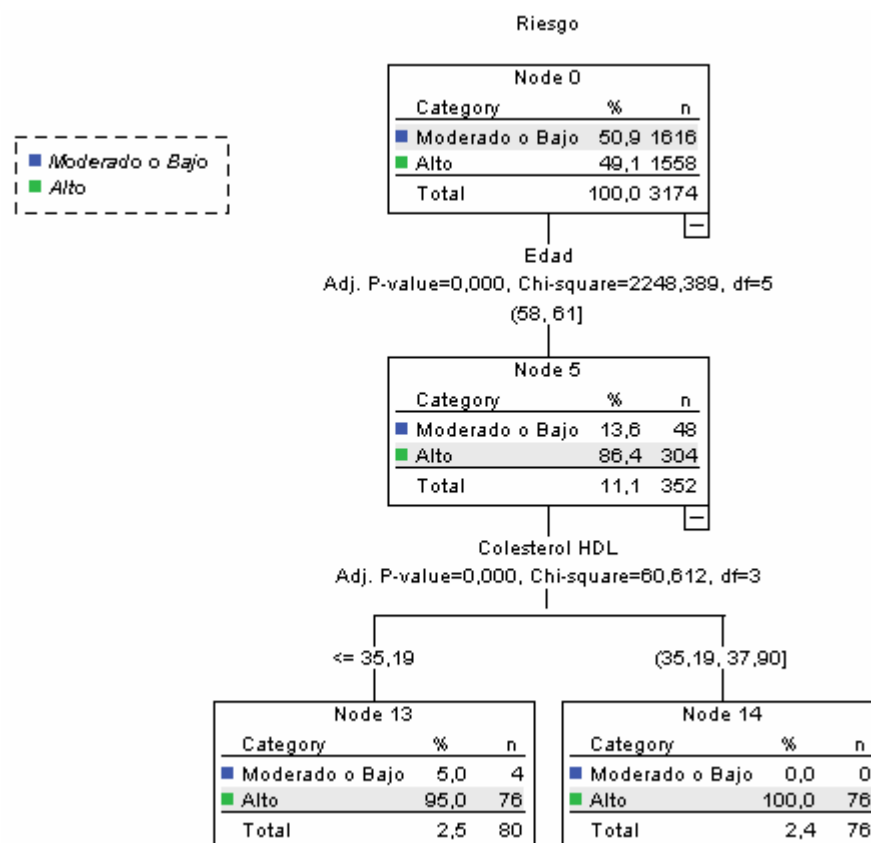 Riesgo
Moderado o Bajo
Alto
Node 0
Category % n
Moderado o Bajo 50,9 1616
Alto 49,1 1558
Total 100,0 3174
Edad
Adj. P-value=0,000, Chi-square=2248,389, df=5
(58, 61]
Node 5
Category % n
Moderado o Bajo 13,6 48
Alto 86,4 304
Total 11,1 352
Colesterol HDL
Adj. P-value=0,000, Chi-square=60,612, df=3
<= 35,19
(35,19, 37,90]
Node 13
Category % n
Moderado o Bajo 5,0 4
Alto 95,0 76
Total 2,5 80
Node 14
Category % n
Moderado o Bajo 0,0 0
Alto 100,0 76
Total 2,4 76